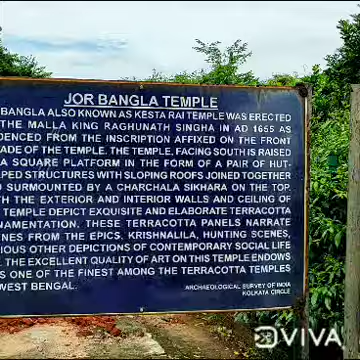 JOR BANGLA TEMPLE
BANGLA ALSO KNOWN AS KESTA RAI TEMPLE WAS ERECTED
THE MALLA KING RAGHUNATH SINGHA IN AD 1655 AS
DENCED FROM THE INSCRIPTION AFFIXED ON THE FRONT
ADE OF THE TEMPLE. THE TEMPLE, FACING SOUTH IS RAISED
A SQUARE PLATFORM IN THE FORM OF A PAIR OF HUT-
PED STRUCTURES WITH SLOPING ROOFS JOINED TOGETHER
SURMOUNTED BY A CHARCHALA SIKHARA ON THE TOP.
TH THE EXTERIOR AND INTERIOR WALLS AND CEILING OF
TEMPLE DEPICT EXQUISITE AND ELABORATE TERRACOTTA
NAMENTATION. THESE TERRACOTTA PANELS NARRATE
NES FROM THE EPICS, KRISHNALILA, HUNTING SCENES,
IOUS OTHER DEPICTIONS OF CONTEMPORARY SOCIAL LIFE
. THE EXCELLENT QUALITY OF ART ON THIS TEMPLE ENDOWS
S ONE OF THE FINEST AMONG THE TERRACOTTA TEMPLES
WEST BENGAL.
ARCHAEOLOGICAL SURVEY OF INDIA
KOLKATA CIRCLE
VIVA